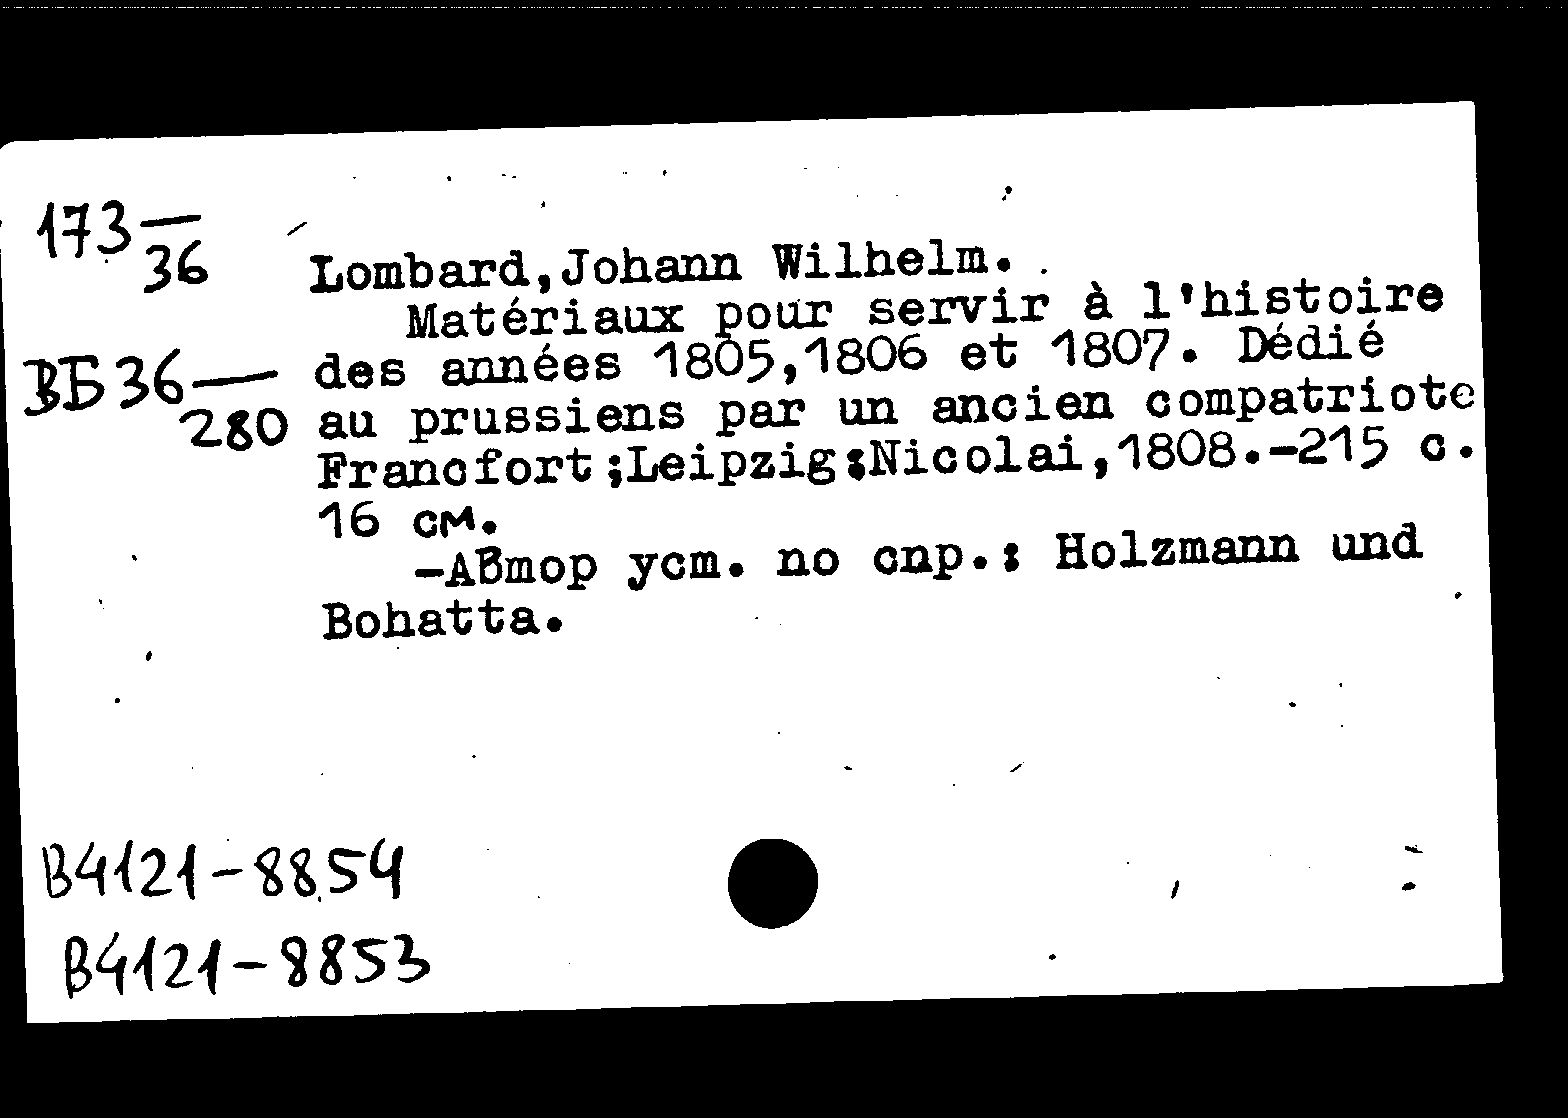 173—
36
Lombard,Johann Wilhelm.
Matériaux pour servir à l'histoire
ВБ36—
280
des années 1805,1806 et 1807. Dédié
au prussiens par un ancien compatriote
Francfort;Leipzig:Nicolai,1808.-215 с.
16 см.
-Автор уст. по спр.: Holzmann und
Bohatta.
В4121-8854
В4121-8853